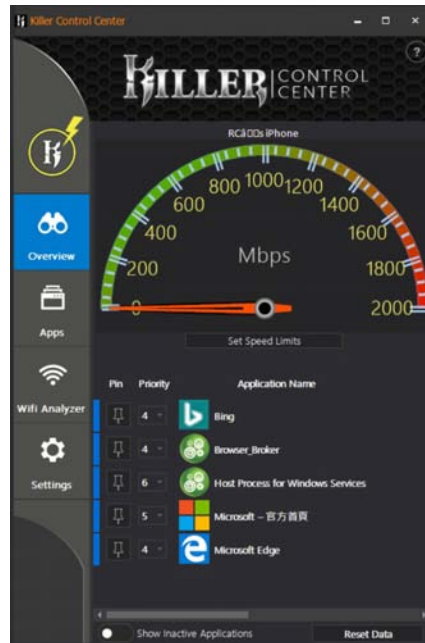 Killer Control Center
KILLER CONTROL CENTER
?
RCâ��s iPhone
0
200
400
600
800
1000
1200
1400
1600
1800
2000
Mbps
Set Speed Limits
Overview
Apps
Wifi Analyzer
Settings
Pin Priority Application Name
4 Bing
4 Browser_Broker
6 Host Process for Windows Services
5 Microsoft – 官方首頁
4 Microsoft Edge
Show Inactive Applications
Reset Data